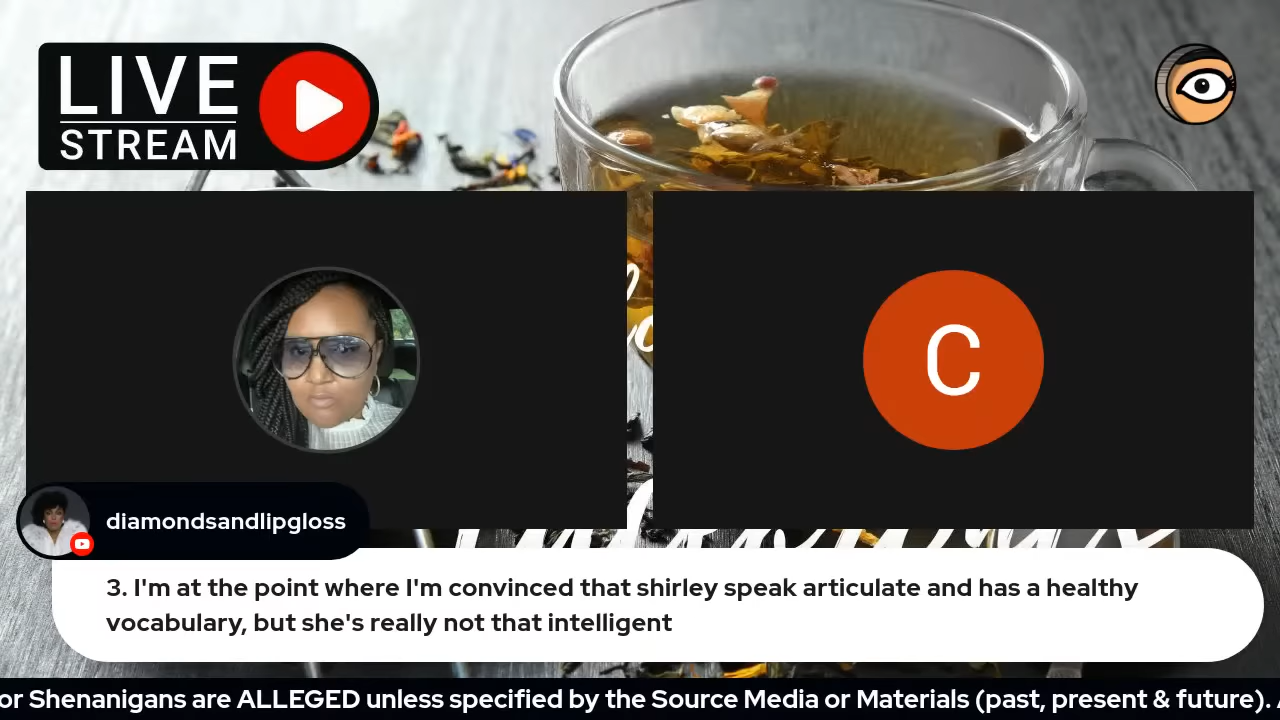 LIVE
STREAM
C
diamondsandlipgloss
3. I'm at the point where I'm convinced that shirley speak articulate and has a healthy
vocabulary, but she's really not that intelligent
or Shenanigans are ALLEGED unless specified by the Source Media or Materials (past, present & future).